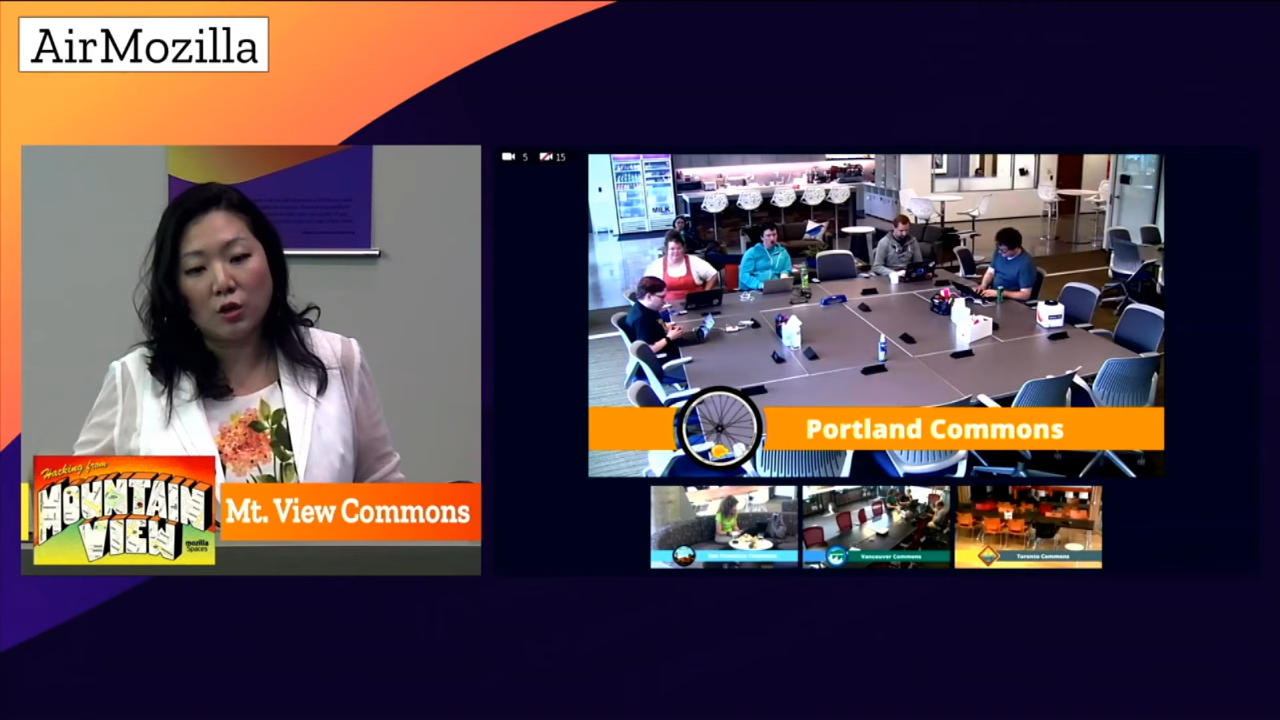 AirMozilla
5
15
MILK
Portland Commons
Hacking from
MOUNTAIN
VIEW
mozilla
Spaces
Mt. View Commons
Vancouver Commons
Toronto Commons